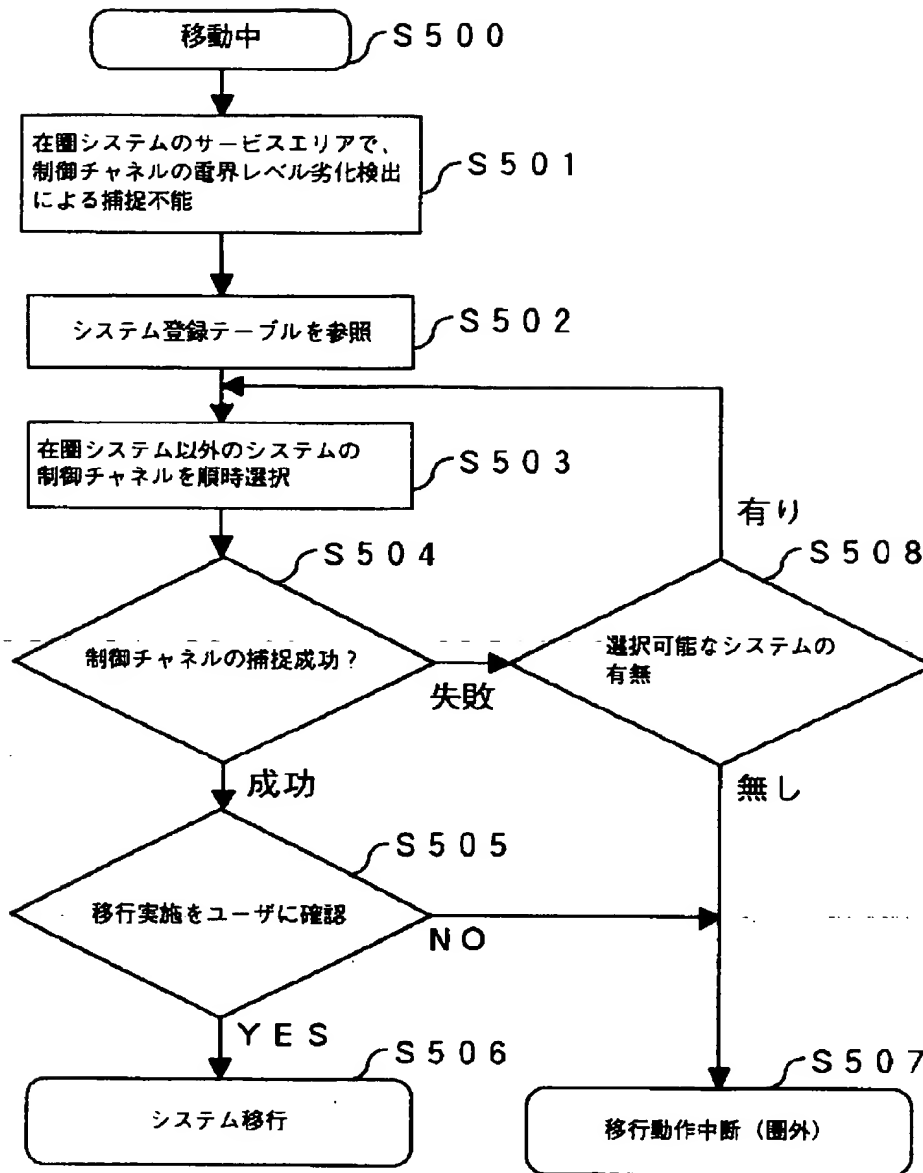 移動中
S500
在圏システムのサービスエリアで、
制御チャネルの電界レベル劣化検出
による捕捉不能
S501
システム登録テーブルを参照
S502
在圏システム以外のシステムの
制御チャネルを順時選択
S503
有り
S504
S508
制御チャネルの捕捉成功?
失敗
選択可能なシステムの
有無
成功
無し
S505
移行実施をユーザに確認
NO
YES
S506
S507
システム移行
移行動作中断(圏外)